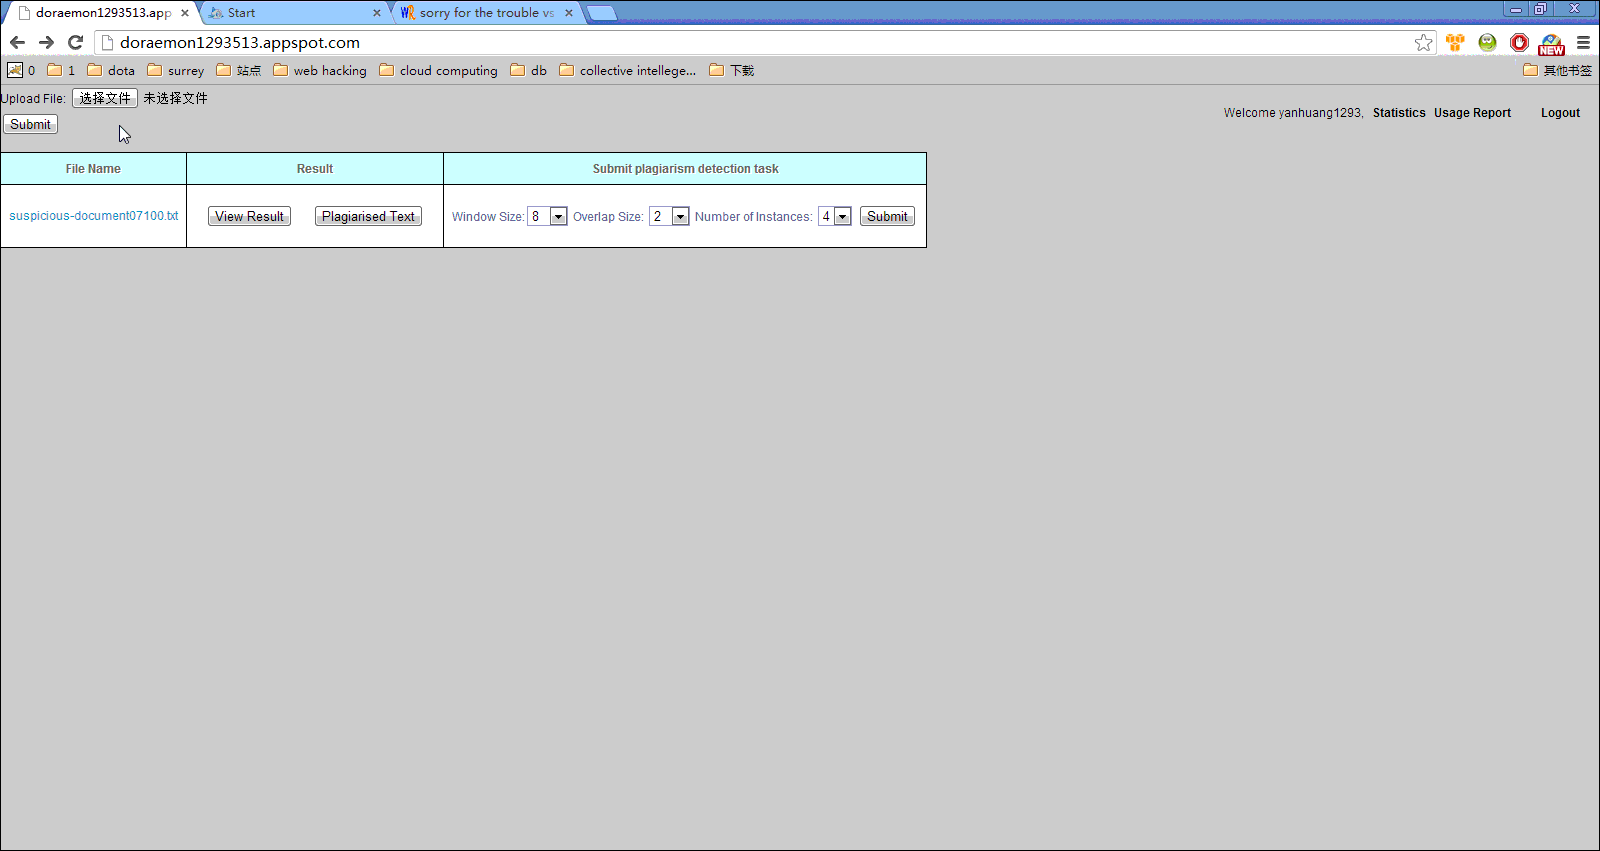 doraemon1293513.app
Start
sorry for the trouble vs
doraemon1293513.appspot.com
NEW
0 1 dota surrey 站点 web hacking cloud computing db collective intellege... 下载 其他书签
Upload File: 选择文件 未选择文件
Welcome yanhuang1293, Statistics Usage Report Logout
Submit
File Name Result Submit plagiarism detection task
suspicious-document07100.txt View Result Plagiarised Text Window Size: 8 Overlap Size: 2 Number of Instances: 4 Submit